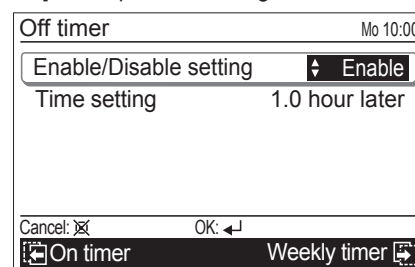 Off timer Mo 10:00
Enable/Disable setting Enable
Time setting 1.0 hour later
Cancel: OK:
On timer Weekly timer